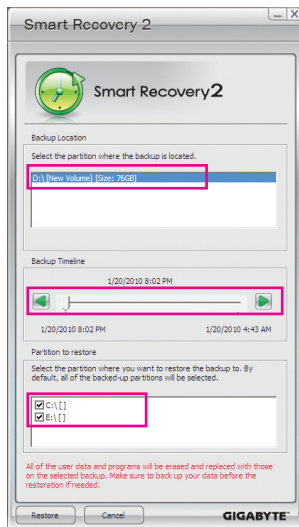 Smart Recovery 2
Smart Recovery2
Backup Location
Select the partition where the backup is located.
D:\ [New Volume] [Size: 76GB]
Backup Timeline
1/20/2010 8:02 PM
1/20/2010 8:02 PM 1/20/2010 4:43 AM
Partition to restore
Select the partition where you want to restore the backup to. By
default, all of the backed-up partitions will be selected.
C:\ [ ]
E:\ [ ]
All of the user data and programs will be erased and replaced with those
on the selected backup. Make sure to back up your data before the
restoration if needed.
Restore Cancel GIGABYTE™